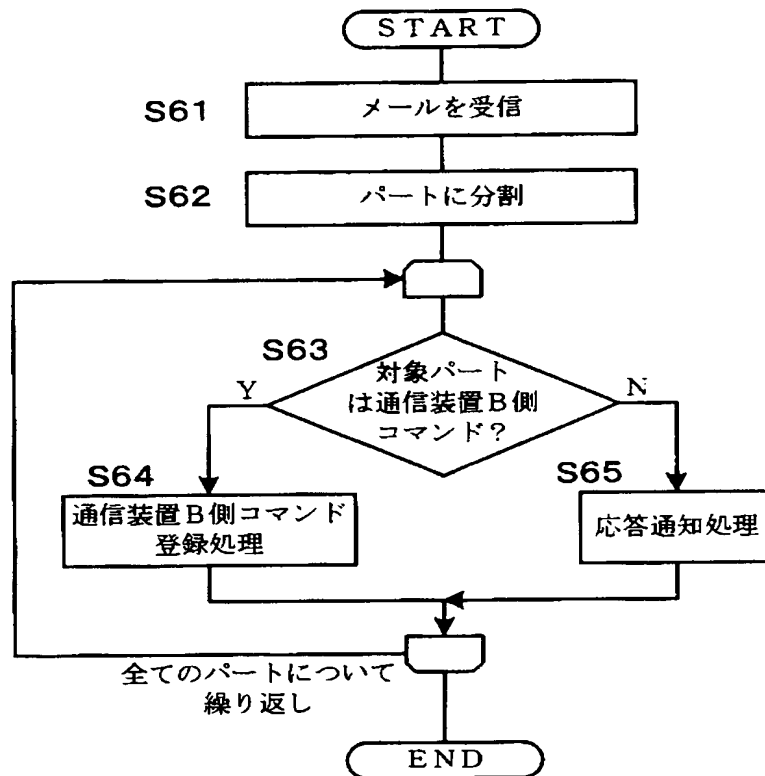 START
S61
メールを受信
S62
パートに分割
S63
対象パート
は通信装置B側
コマンド?
Y
N
S64
通信装置B側コマンド
登録処理
S65
応答通知処理
全てのパートについて
繰り返し
END